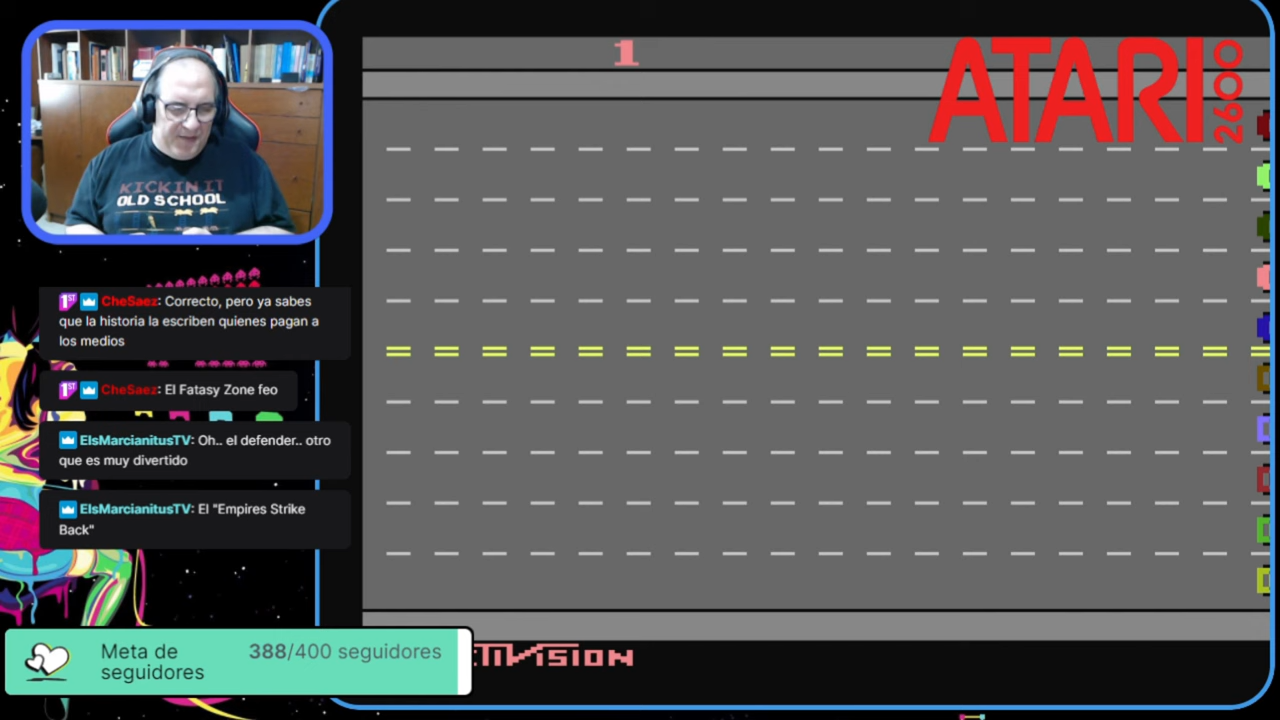 1
ATARI
2600
KICKIN IT
OLD SCHOOL
1ST CheSaez: Correcto, pero ya sabes
que la historia la escriben quienes pagan a
los medios
1ST CheSaez: El Fatasy Zone feo
ElsMarcianitusTV: Oh.. el defender.. otro
que es muy divertido
ElsMarcianitusTV: El "Empires Strike
Back"
Meta de
seguidores
388/400 seguidores
TIVISION